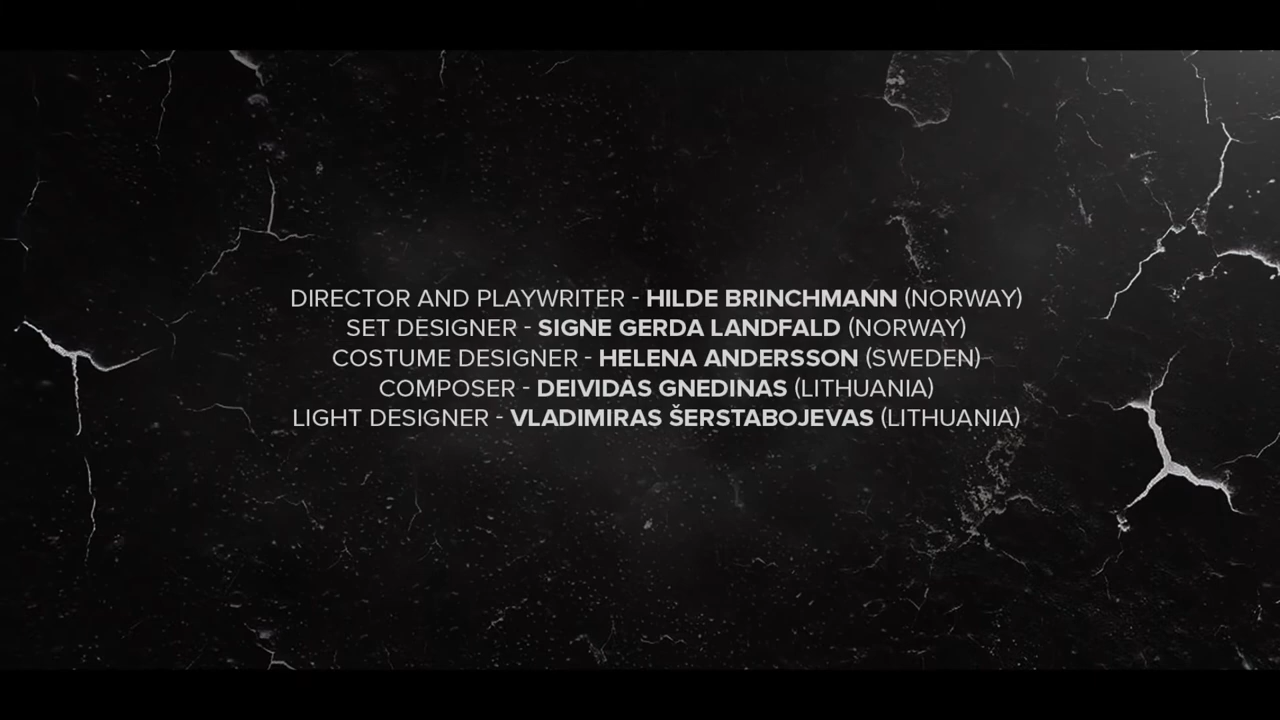 DIRECTOR AND PLAYWRITER - HILDE BRINCHMANN (NORWAY)
SET DESIGNER - SIGNE GERDA LANDFALD (NORWAY)
COSTUME DESIGNER - HELENA ANDERSSON (SWEDEN)
COMPOSER - DEIVIDAS GNEDINAS (LITHUANIA)
LIGHT DESIGNER - VLADIMIRAS ŠERSTABOJEVAS (LITHUANIA)